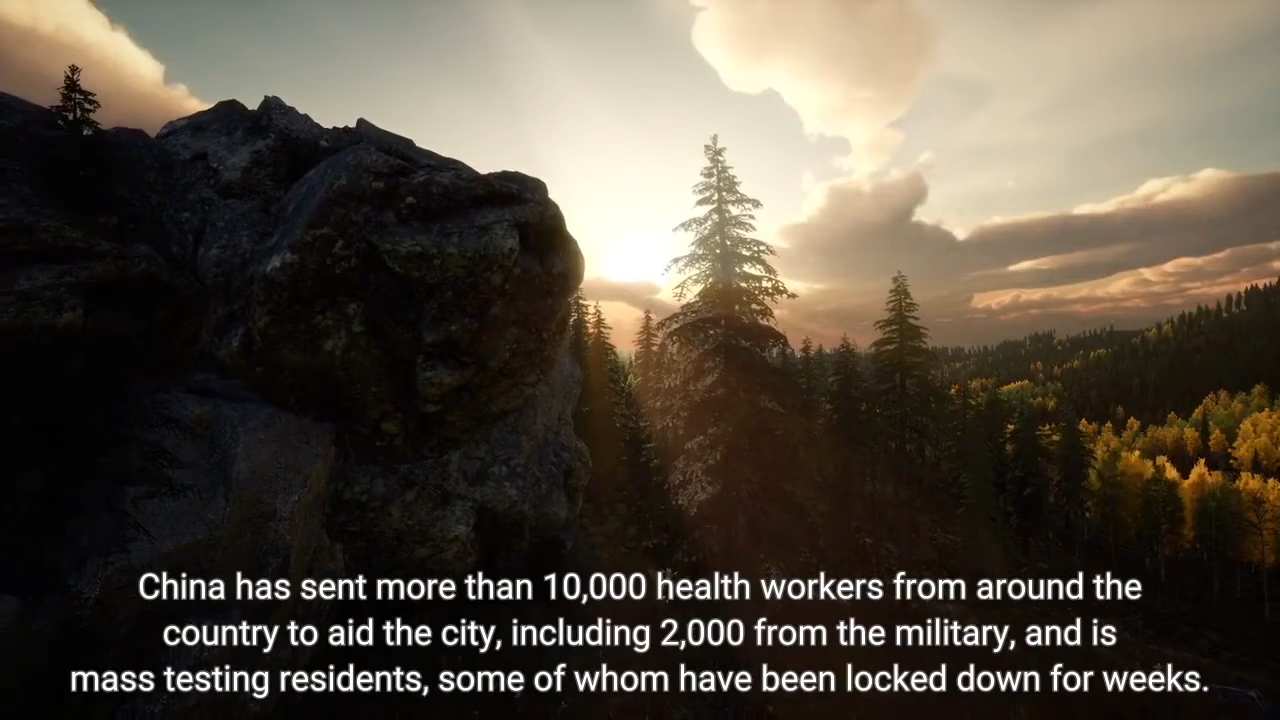 China has sent more than 10,000 health workers from around the
country to aid the city, including 2,000 from the military, and is
mass testing residents, some of whom have been locked down for weeks.